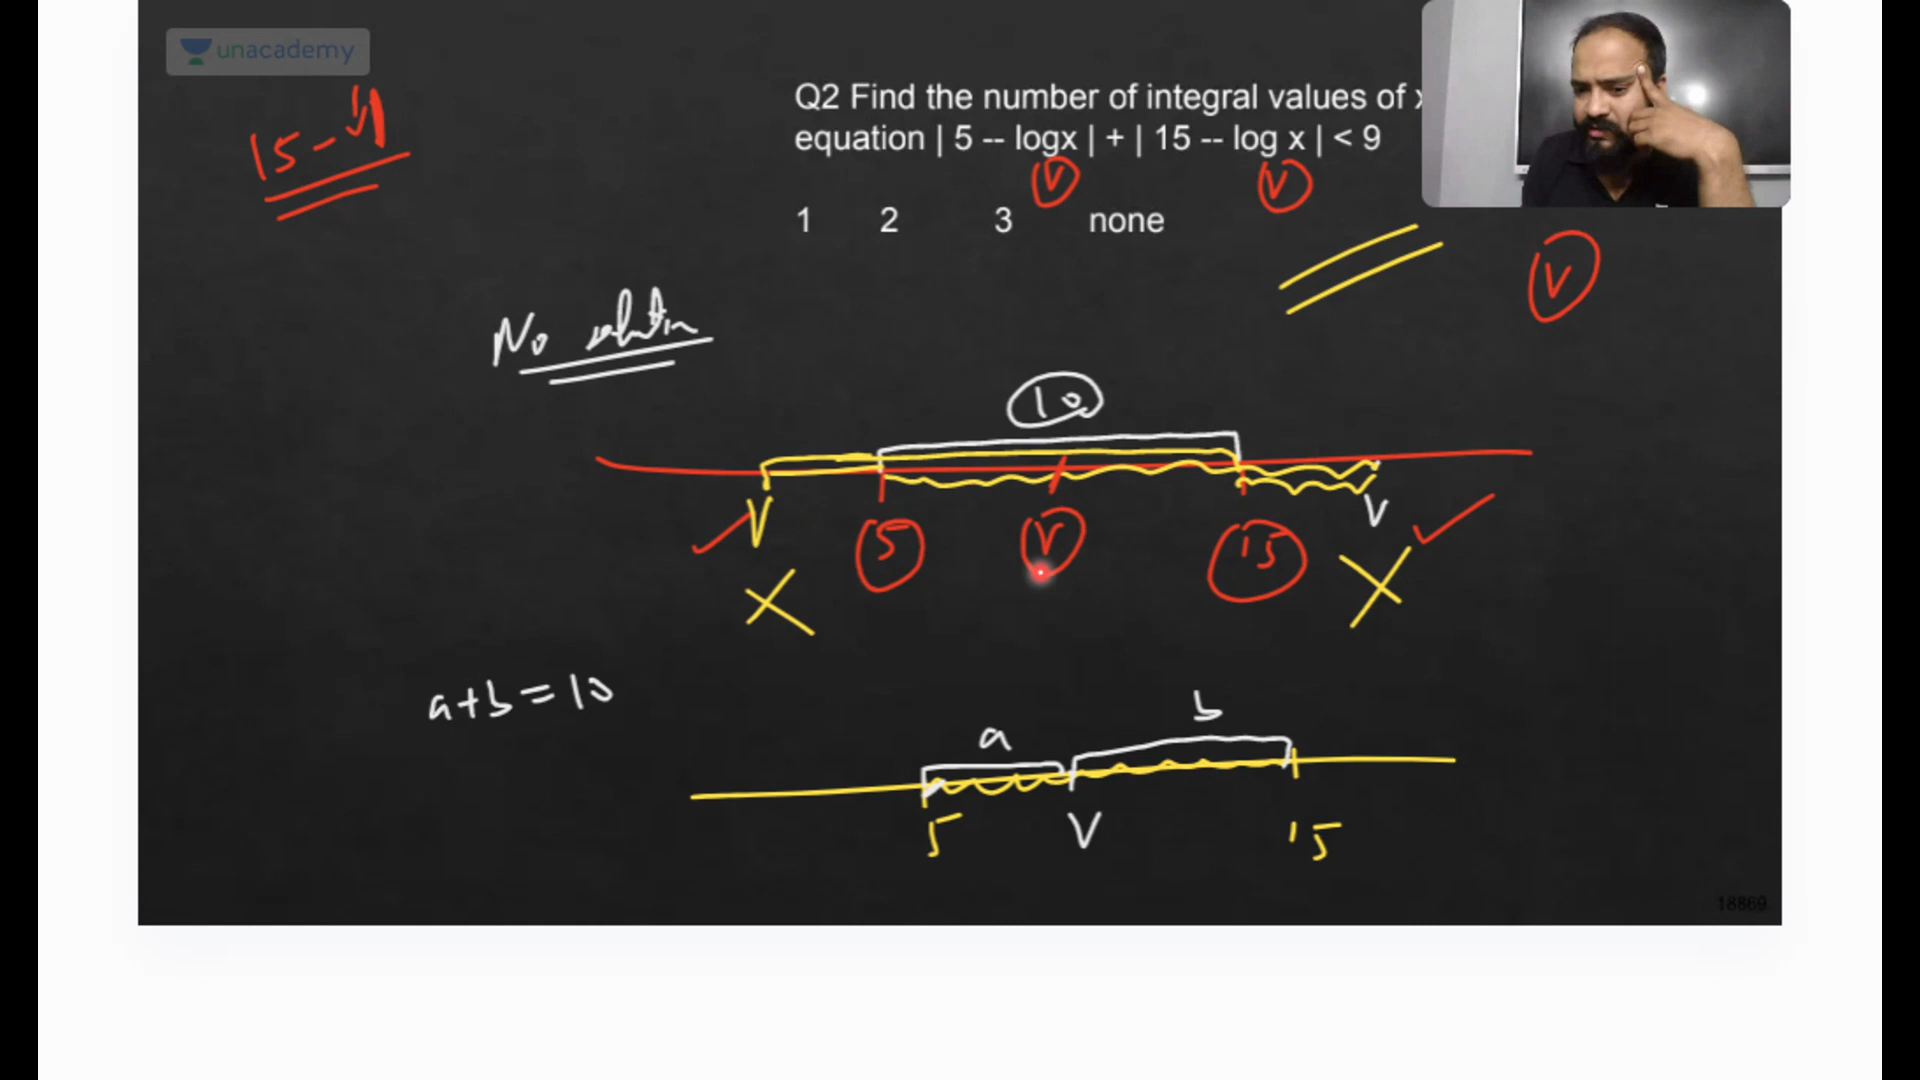 unacademy
15-V
Q2 Find the number of integral values of x
equation | 5 -- logx | + | 15 -- log x | < 9
V V
1 2 3 none
V
No solution
10
V 5 V 15 V
a+b=10
a b
5 V 15
18869